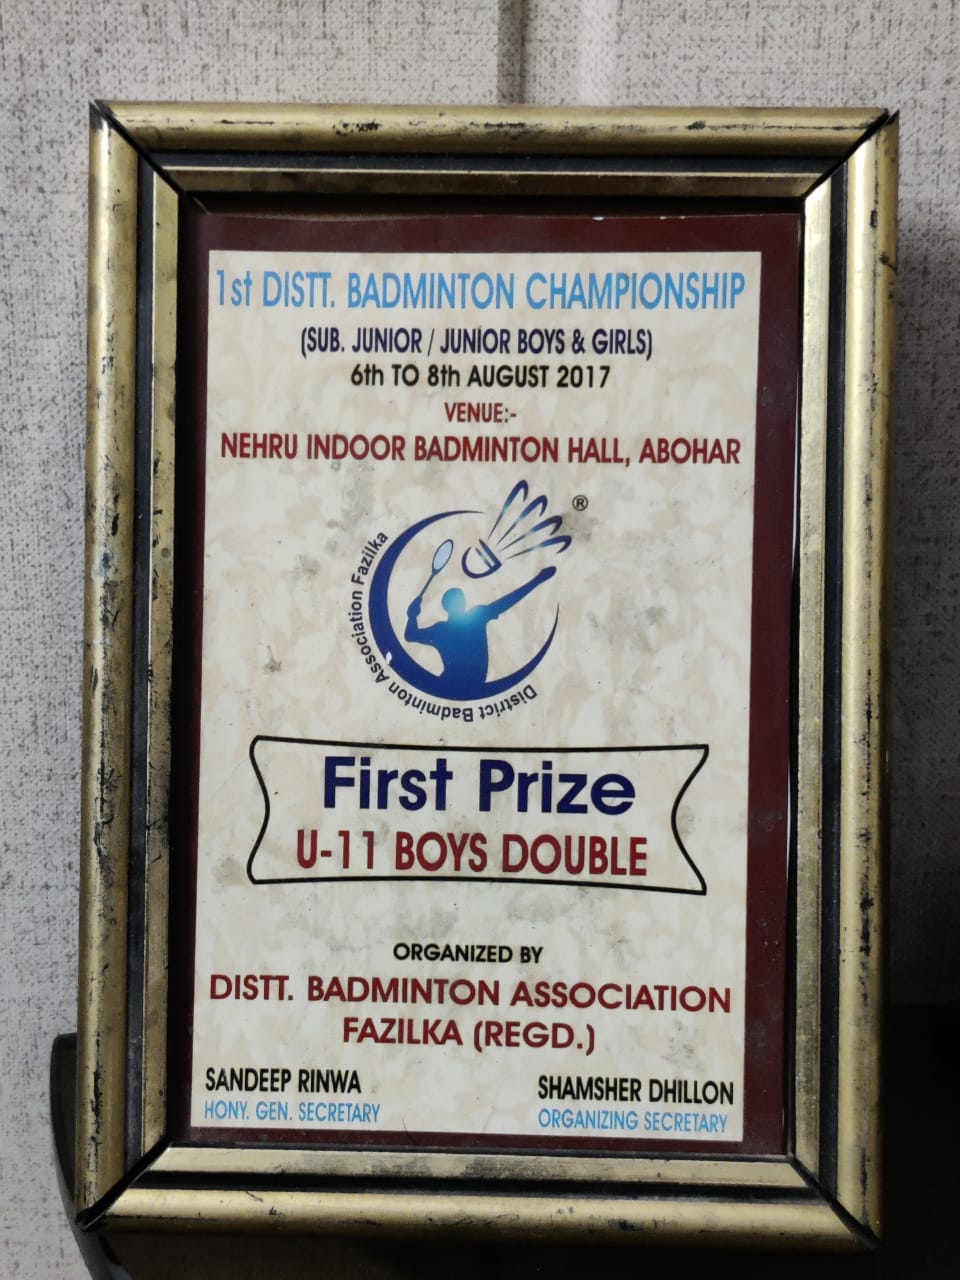 1st DISTT. BADMINTON CHAMPIONSHIP
(SUB. JUNIOR / JUNIOR BOYS & GIRLS)
6th TO 8th AUGUST 2017
VENUE:-
NEHRU INDOOR BADMINTON HALL, ABOHAR
®
District Badminton Association Fazilka
First Prize
U-11 BOYS DOUBLE
ORGANIZED BY
DISTT. BADMINTON ASSOCIATION
FAZILKA (REGD.)
SANDEEP RINWA
HONY. GEN. SECRETARY
SHAMSHER DHILLON
ORGANIZING SECRETARY